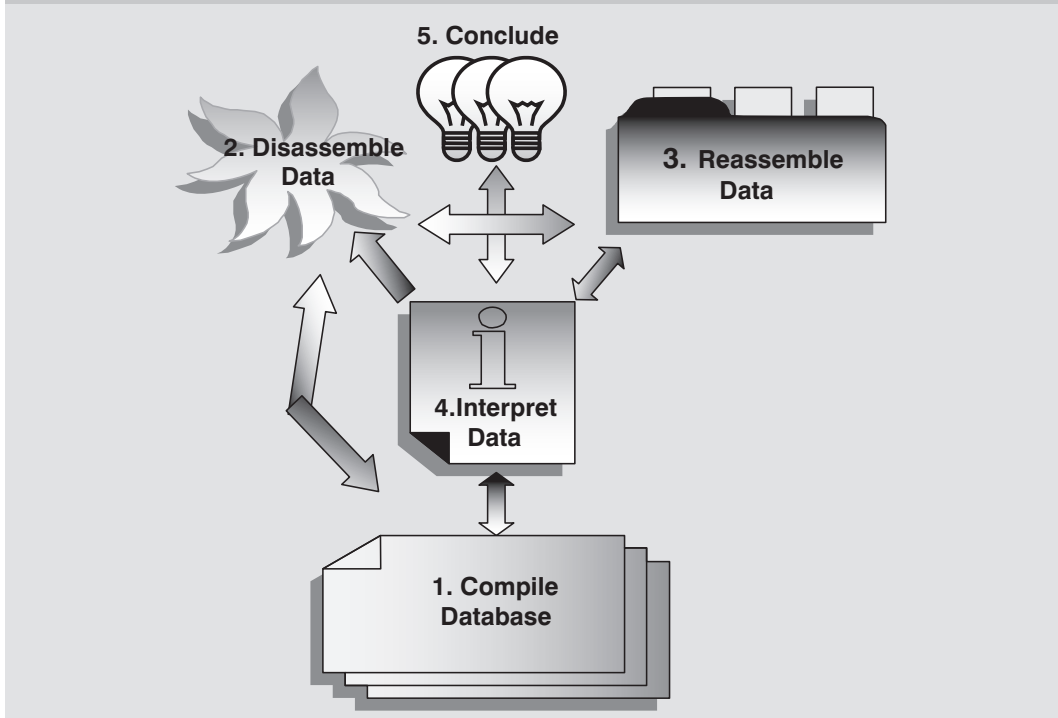 5. Conclude
2. Disassemble
Data
3. Reassemble
Data
4.Interpret
Data
1. Compile
Database